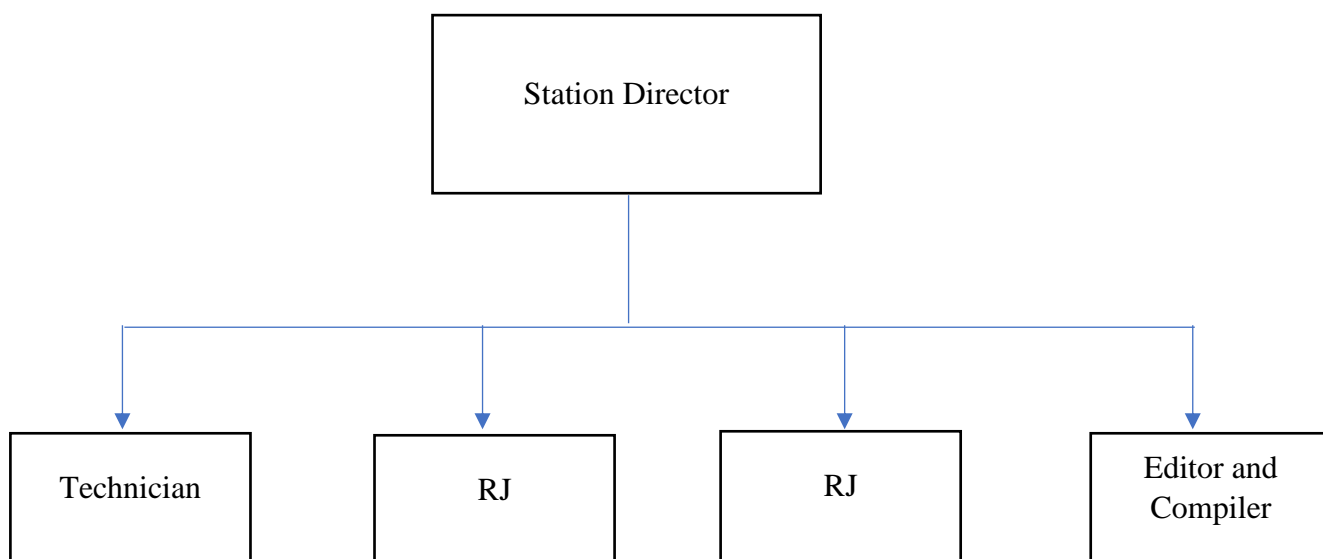 Station Director
Technician
RJ
RJ
Editor and
Compiler